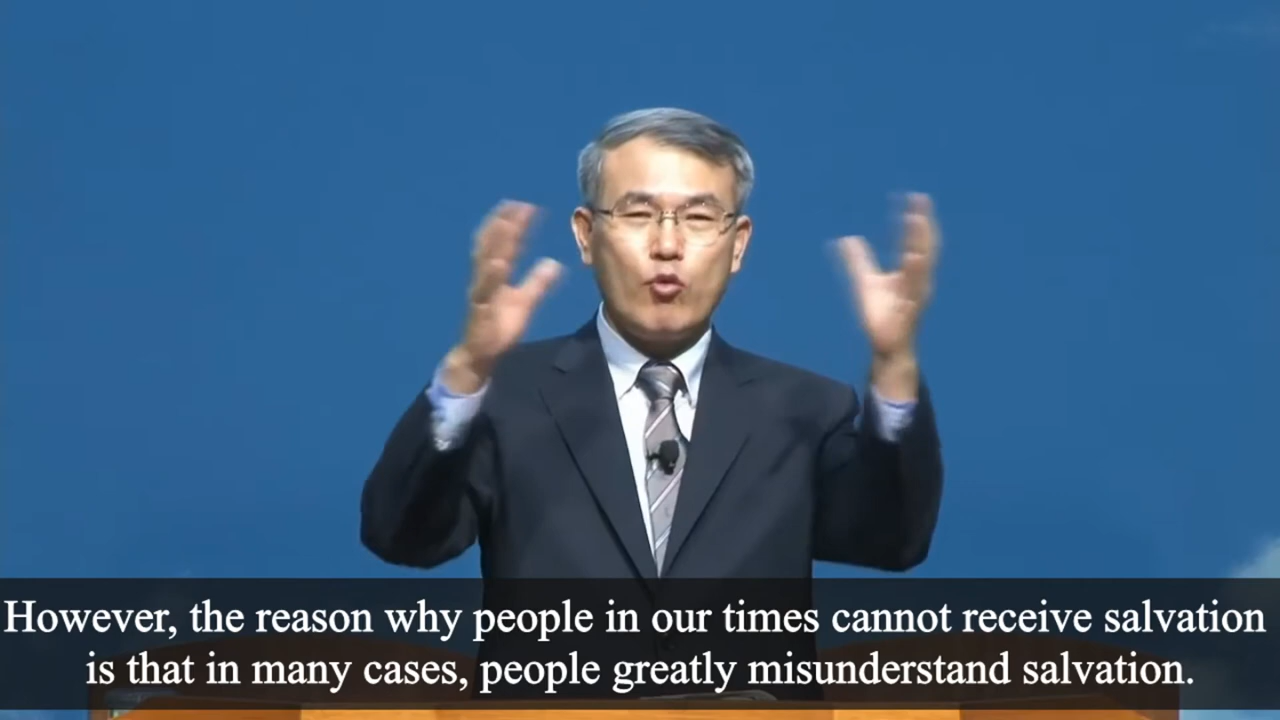 However, the reason why people in our times cannot receive salvation
is that in many cases, people greatly misunderstand salvation.